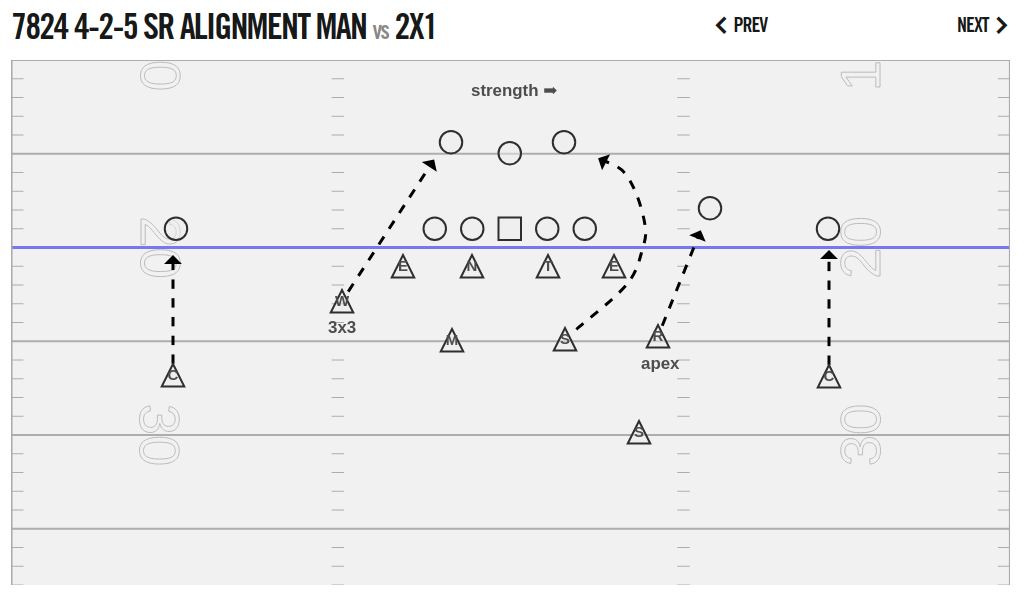 7824 4-2-5 SR ALIGNMENT MAN VS 2X1
PREV
NEXT
0
1
strength ➡
20
20
E
N
T
E
W
3x3
M
S
R
apex
C
C
30
30
S